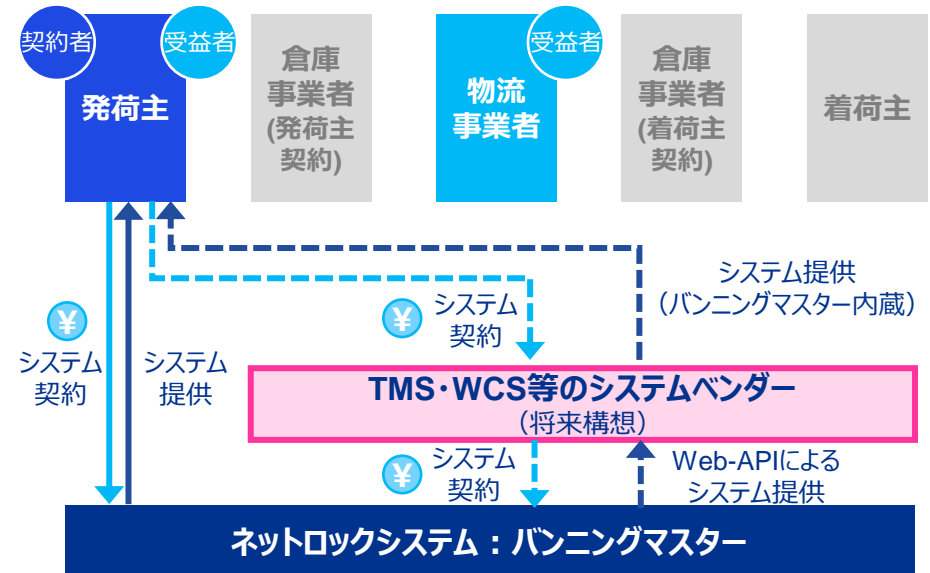 契約者
受益者
発荷主
倉庫
事業者
(発荷主
契約)
受益者
物流
事業者
倉庫
事業者
(着荷主
契約)
着荷主
¥
システム
契約
システム
提供
¥
システム
契約
システム提供
（バンニングマスター内蔵）
TMS・WCS等のシステムベンダー
（将来構想）
¥
システム
契約
Web-APIによる
システム提供
ネットロックシステム：バンニングマスター